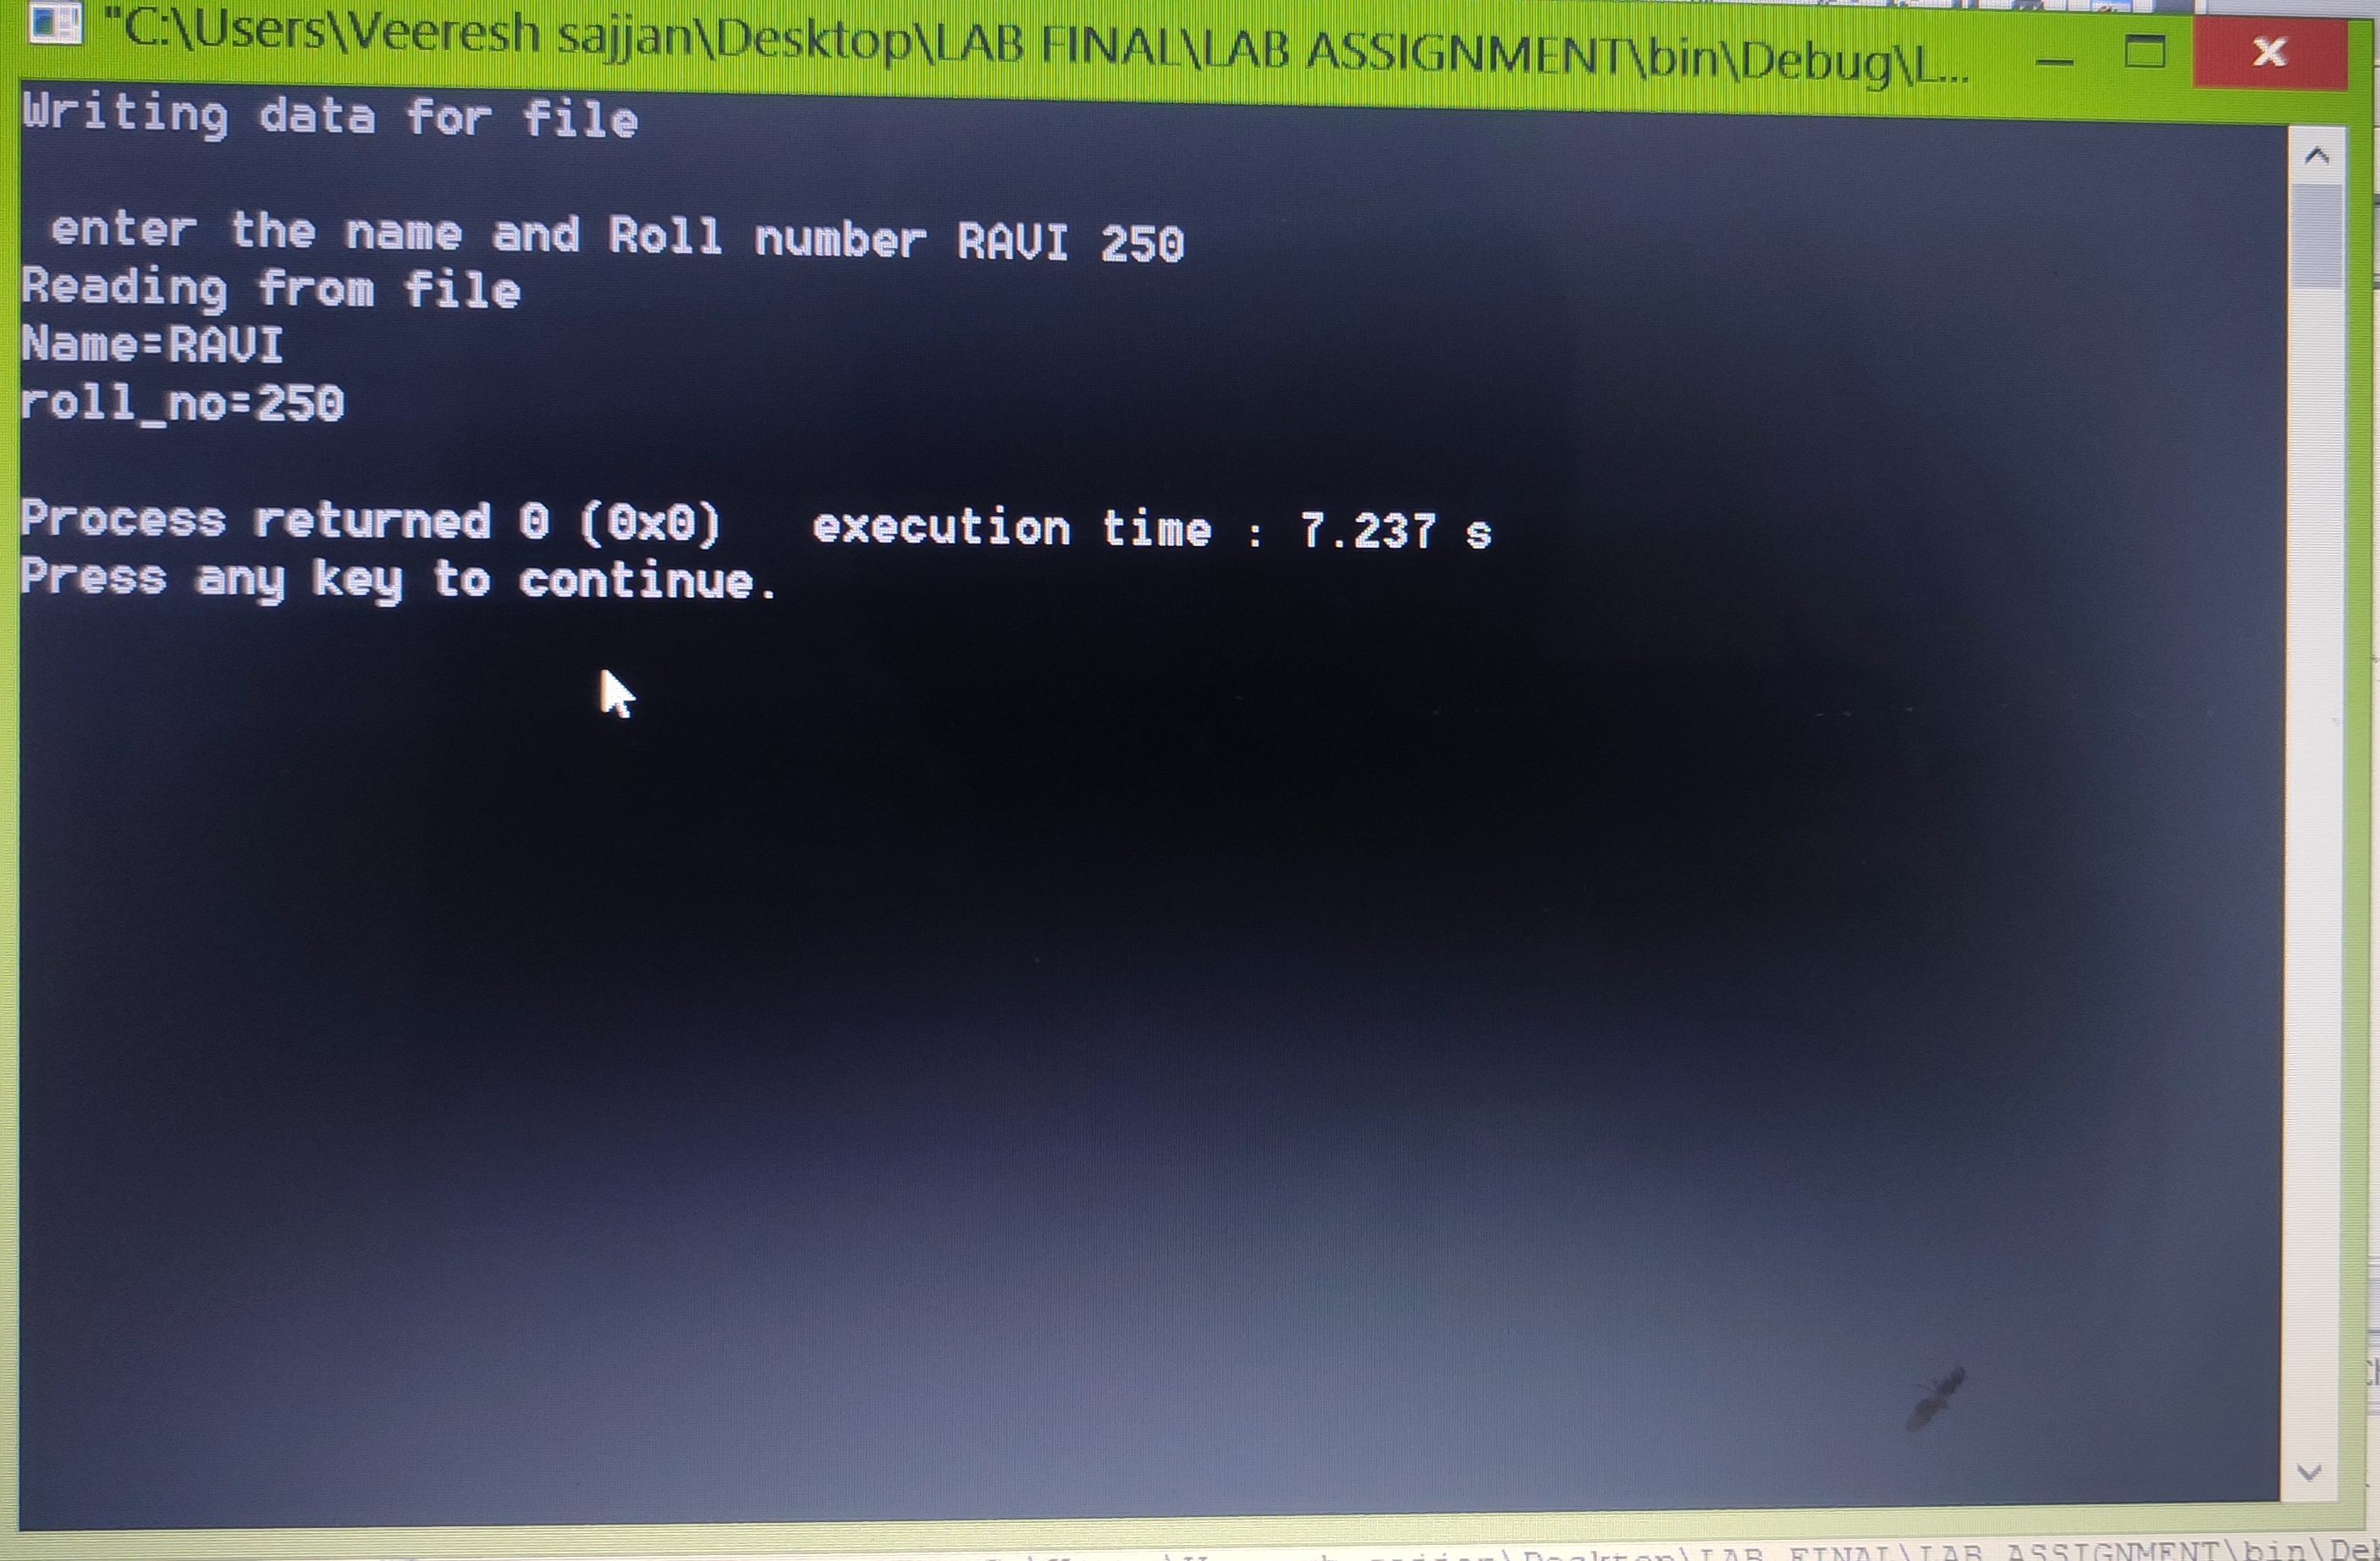 "C:\Users\Veeresh sajjan\Desktop\LAB FINAL\LAB ASSIGNMENT\bin\Debug\L...
Writing data for file
enter the name and Roll number RAVI 250
Reading from file
Name=RAVI
roll_no=250
Process returned 0 (0x0)   execution time : 7.237 s
Press any key to continue.
\Desktop\LAB FINAL\LAB ASSIGNMENT\bin\De